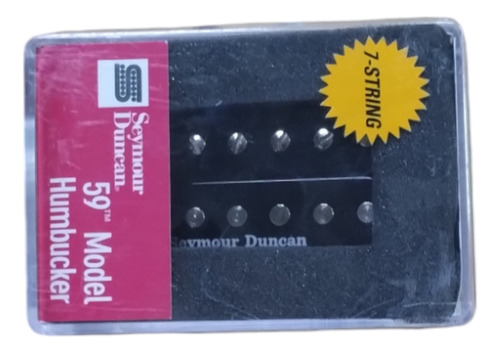 Seymour
Duncan.
59™ Model
Humbucker
7-STRING
Seymour Duncan